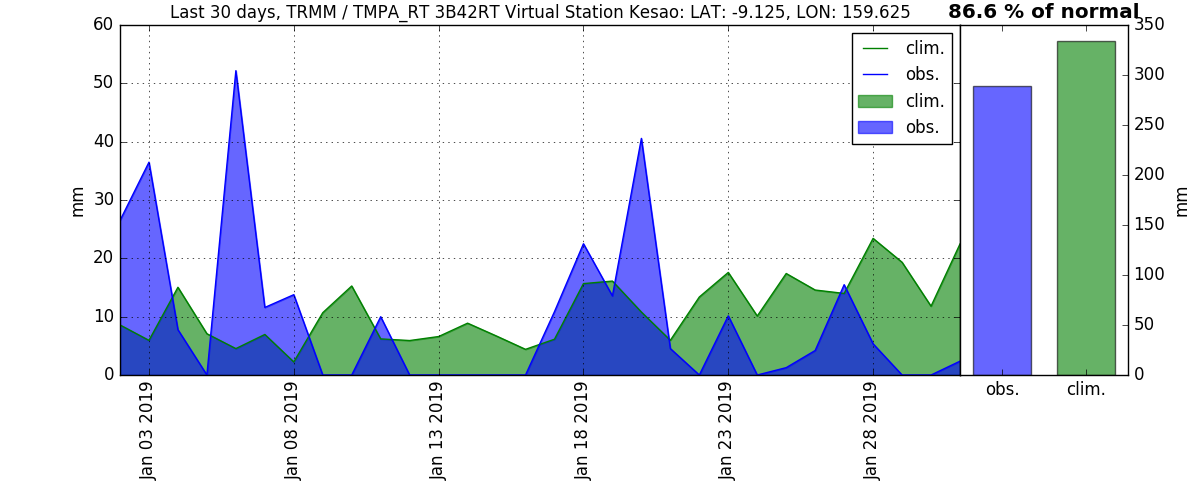 Last 30 days, TRMM / TMPA_RT 3B42RT Virtual Station Kesao: LAT: -9.125, LON: 159.625
86.6 % of normal
60
50
40
30
20
10
0
mm
clim.
obs.
clim.
obs.
Jan 03 2019
Jan 08 2019
Jan 13 2019
Jan 18 2019
Jan 23 2019
Jan 28 2019
350
300
250
200
150
100
50
0
mm
obs.
clim.